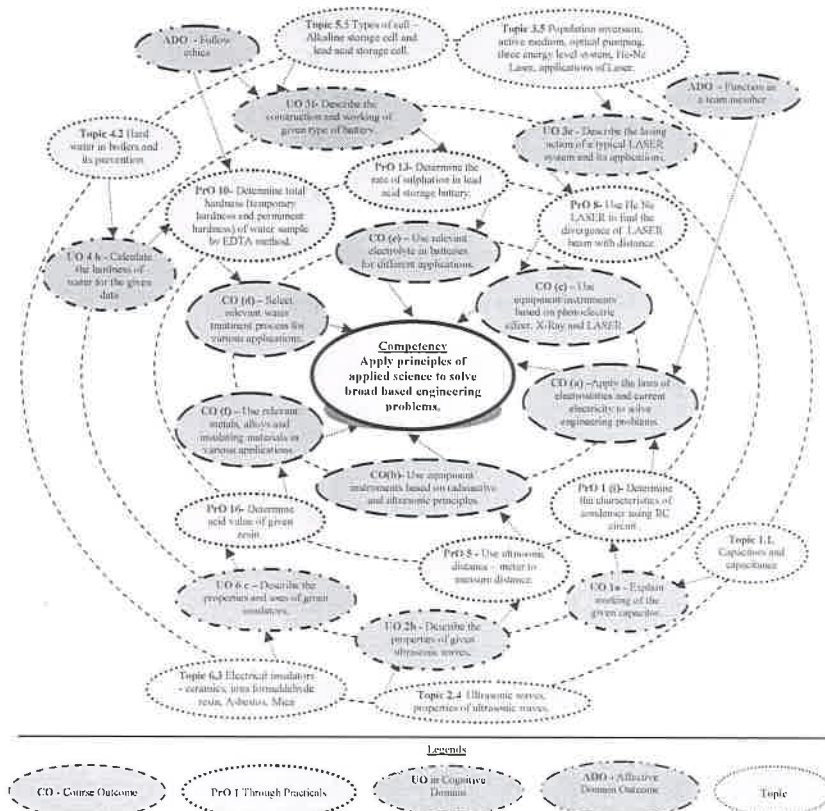 Topic 5.5 Types of cell –
Alkaline storage cell and
lead acid storage cell.
Topic 3.5 Population inversion,
active medium, optical pumping,
three energy level system, He-Ne
Laser, applications of Laser.
ADO - Follow
ethics
ADO - Function as
a team member
UO 5f- Describe the
construction and working of
given type of battery.
UO 3e - Describe the lasing
action of a typical LASER
system and its applications.
Topic 4.2 Hard
water in boilers and
its prevention
PrO 13- Determine the
rate of sulphation in lead
acid storage battery.
PrO 10- Determine total
hardness (temporary
hardness and permanent
hardness) of water sample
by EDTA method.
PrO 8- Use He Ne
LASER to find the
divergence of LASER
beam with distance.
UO 4 b - Calculate
the hardness of
water for the given
data
CO (e) – Use relevant
electrolyte in batteries
for different applications.
CO (d) – Select
relevant water
treatment process for
various applications.
CO (c) – Use
equipment instruments
based on photoelectric
effect, X-Ray and LASER
Competency
Apply principles of
applied science to solve
broad based engineering
problems.
CO (a) –Apply the laws of
electrostatics and current
electricity to solve
engineering problems.
CO (f) – Use relevant
metals, alloys and
insulating materials in
various applications.
CO(b)- Use equipment
instruments based on radioactive
and ultrasonic principles.
PrO 1 (i)- Determine
the characteristics of
condenser using RC
circuit
PrO 16- Determine
acid value of given
resin
PrO 5 - Use ultrasonic
distance – meter to
measure distance.
Topic 1.1.
Capacitors and
capacitance
UO 6 c - Describe the
properties and uses of given
insulators.
UO 1a - Explain
working of the
given capacitor.
UO 2b - Describe the
properties of given
ultrasonic waves.
Topic 6.3 Electrical insulators
- ceramics, urea formaldehyde
resin, Asbestos, Mica
Topic 2.4 Ultrasonic waves,
properties of ultrasonic waves.
Legends
CO - Course Outcome
PrO 1 Through Practicals
UO in Cognitive
Domain
ADO - Affective
Domain Outcome
Topic